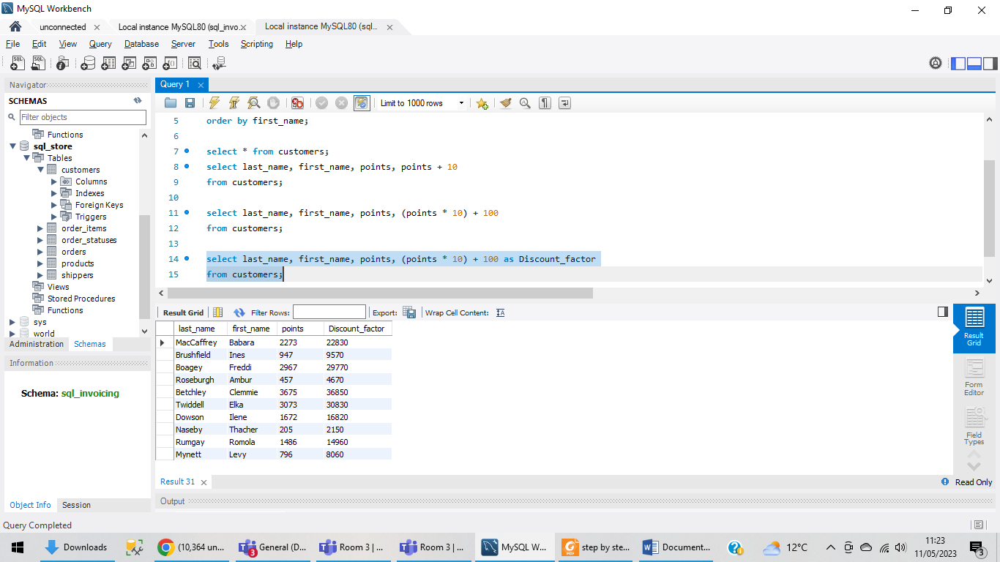 MySQL Workbench
unconnected
Local instance MySQL80 (sql_invo...
Local instance MySQL80 (sql...
File Edit View Query Database Server Tools Scripting Help
Navigator
SCHEMAS
Filter objects
Functions
sql_store
Tables
customers
Columns
Indexes
Foreign Keys
Triggers
order_items
order_statuses
orders
products
shippers
Views
Stored Procedures
Functions
sys
world
Administration Schemas
Information
Schema: sql_invoicing
Object Info Session
Query 1
Limit to 1000 rows
5 order by first_name;
6
7 select * from customers;
8 select last_name, first_name, points, points + 10
9 from customers;
10
11 select last_name, first_name, points, (points * 10) + 100
12 from customers;
13
14 select last_name, first_name, points, (points * 10) + 100 as Discount_factor
15 from customers;
Result Grid Filter Rows: Export: Wrap Cell Content:
last_name first_name points Discount_factor
MacCaffrey Babara 2273 22830
Brushfield Ines 947 9570
Boagey Freddi 2967 29770
Roseburgh Ambur 457 4670
Betchley Clemmie 3675 36850
Twiddell Elka 3073 30830
Dowson Ilene 1672 16820
Naseby Thacher 205 2150
Rumgay Romola 1486 14960
Mynett Levy 796 8060
Result Grid
Form Editor
Field Types
Result 31
Read Only
Output
Query Completed
Downloads
(10,364 un...
3
General (D...
Room 3 | ...
Room 3 | ...
MySQL W...
step by ste...
Document...
12°C
11:23
11/05/2023
3